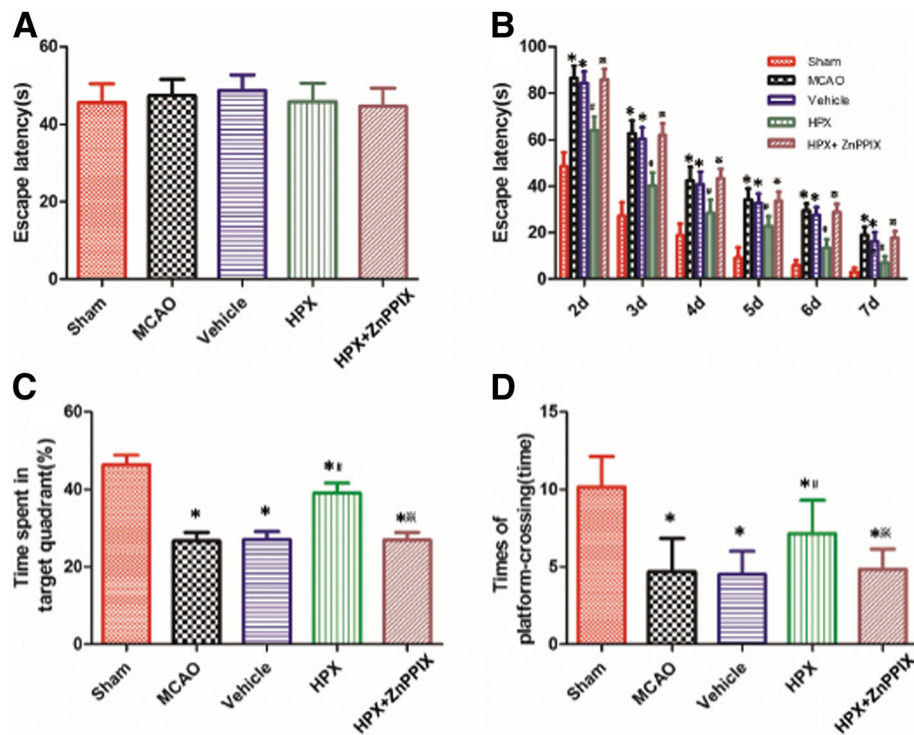 A
Escape latency(s)
60
40
20
0
Sham
MCAO
Vehicle
HPX
HPX+ZnPPIX
B
Escape latency(s)
100
80
60
40
20
0
Sham
MCAO
Vehicle
HPX
HPX+ ZnPPIX
2d
3d
4d
5d
6d
7d
C
Time spent in
target quadrant(%)
60
40
20
0
*
*
*#
*※
Sham
MCAO
Vehicle
HPX
HPX+ZnPPIX
D
Times of
platform-crossing(time)
15
10
5
0
*
*
*#
*※
Sham
MCAO
Vehicle
HPX
HPX+ZnPPIX